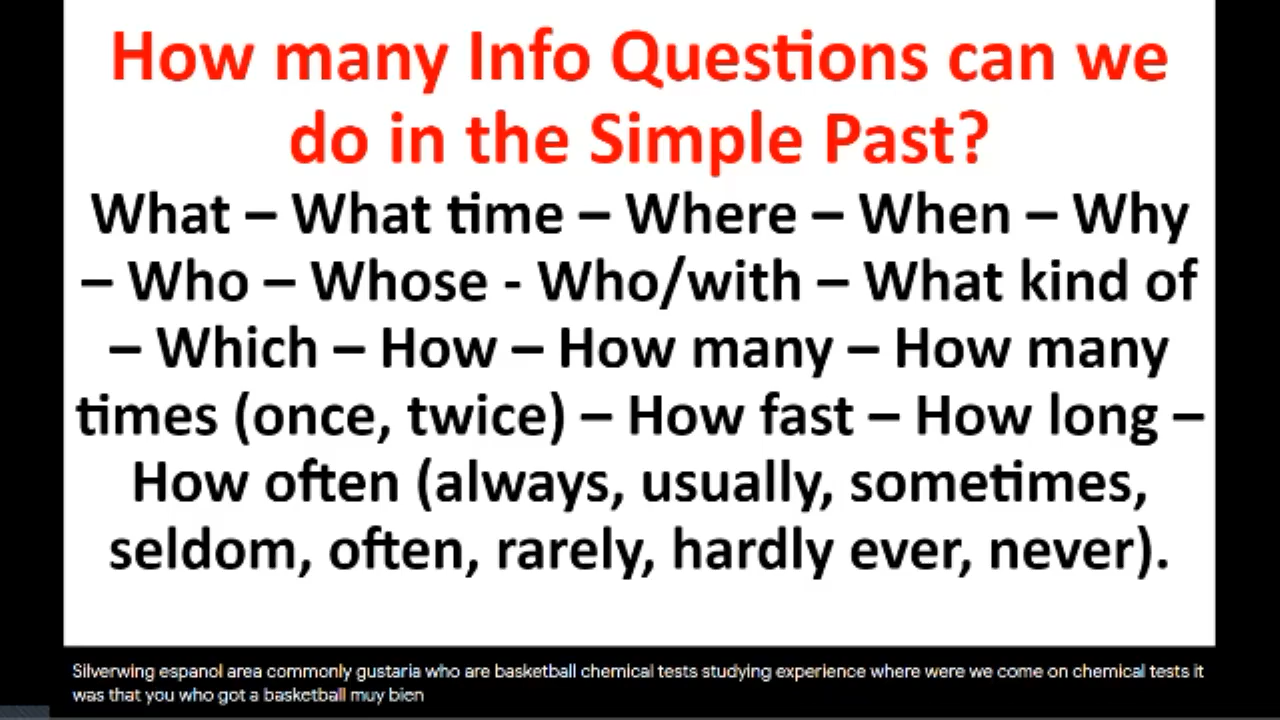 How many Info Questions can we
do in the Simple Past?
What – What time – Where – When – Why
– Who – Whose - Who/with – What kind of
– Which – How – How many – How many
times (once, twice) – How fast – How long –
How often (always, usually, sometimes,
seldom, often, rarely, hardly ever, never).
Silverwing espanol area commonly gustaria who are basketball chemical tests studying experience where were we come on chemical tests it
was that you who got a basketball muy bien